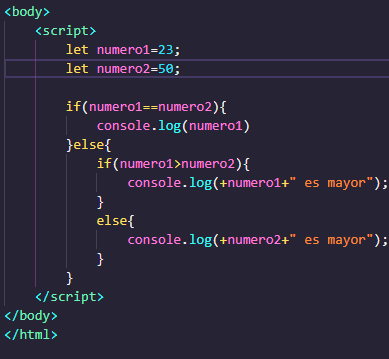 <body>
<script>
let numero1=23;
let numero2=50;
if(numero1==numero2){
console.log(numero1)
}else{
if(numero1>numero2){
console.log(+numero1+" es mayor");
}
else{
console.log(+numero2+" es mayor");
}
}
</script>
</body>
</html>